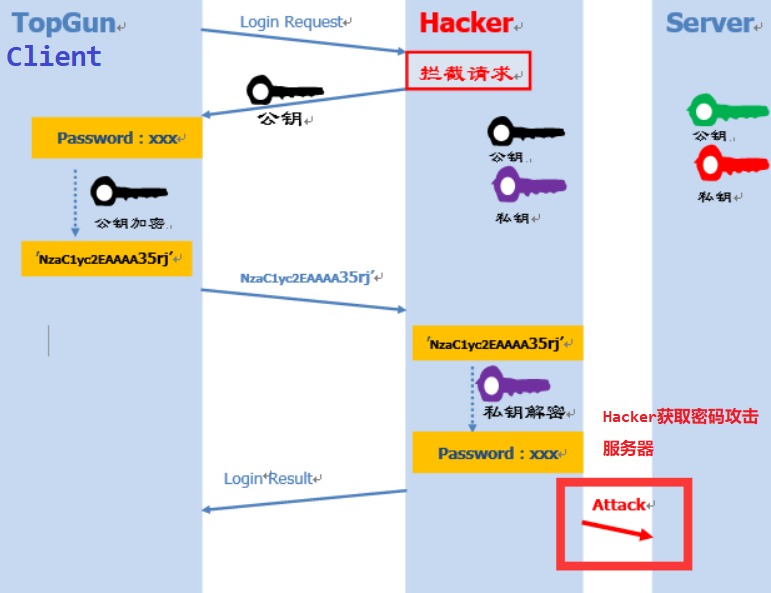 TopGun
Client
Login Request
Hacker
Server
拦截请求
公钥
公钥
公钥
Password：xxx
私钥
私钥
公钥加密
'NzaC1yc2EAAAA35rj'
NzaC1yc2EAAAA35rj'
'NzaC1yc2EAAAA35rj'
私钥解密
Hacker获取密码攻击
服务器
Password：xxx
Login Result
Attack